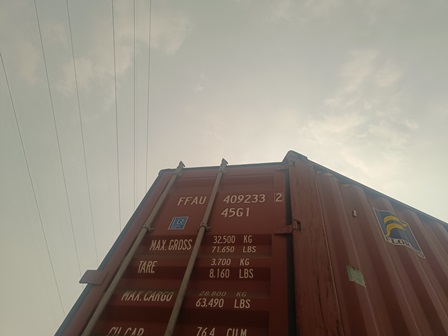 FFAU 409233 2
45G1
MAX. GROSS 32.500 KG
71.650 LBS
TARE 3.700 KG
8.160 LBS
MAX. CARGO 28.800 KG
63.490 LBS
CU. CAP. 76.4 CU.M.